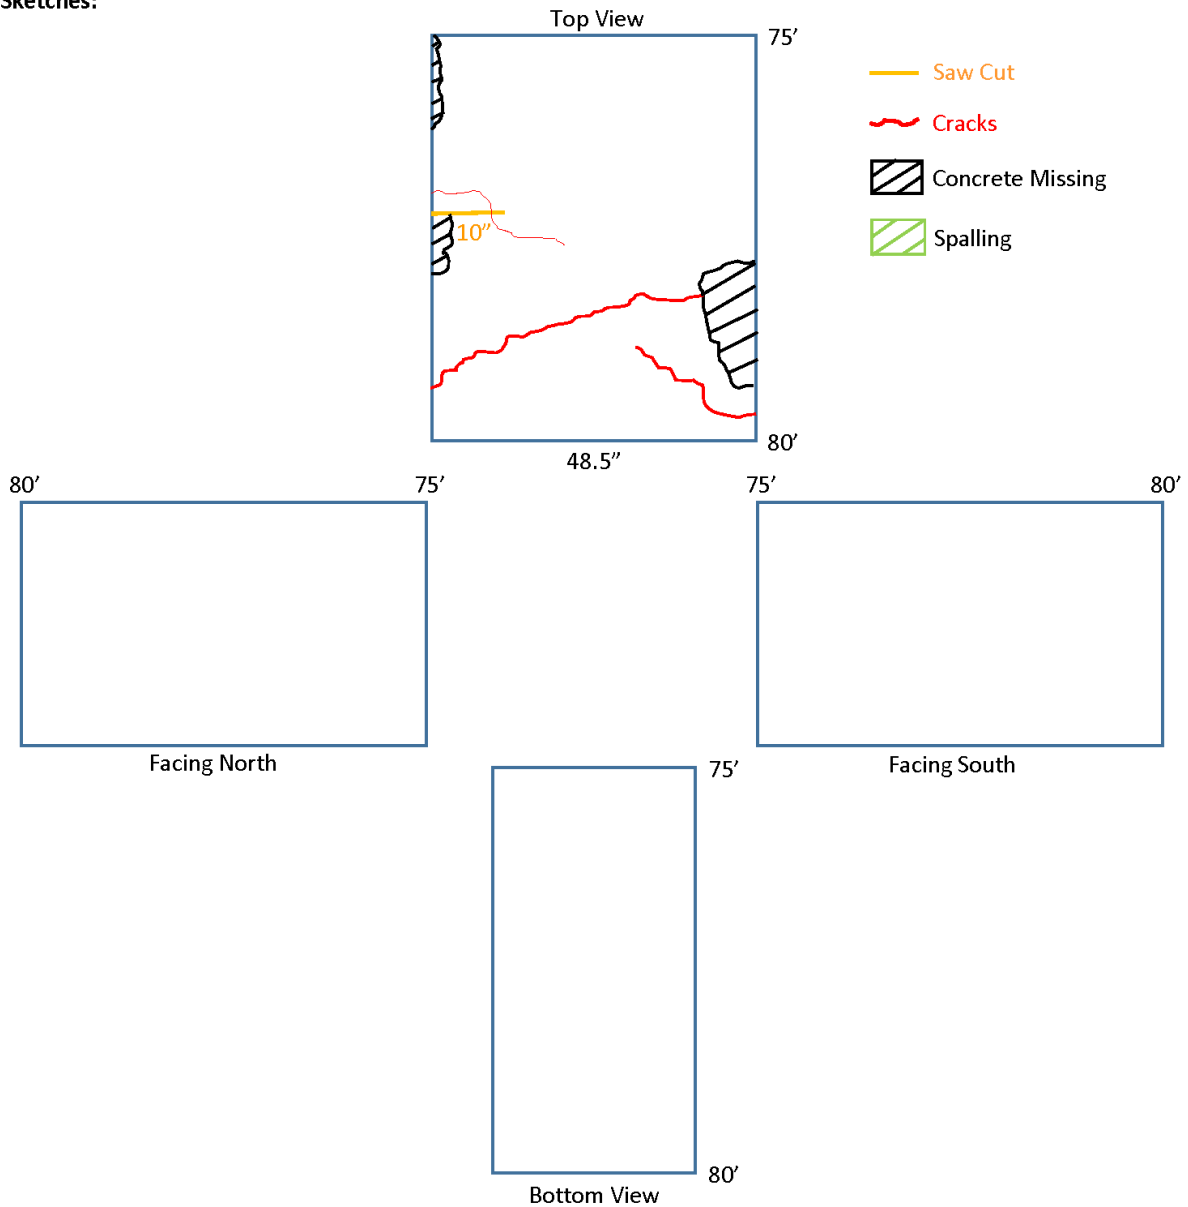 Sketches:
Top View
75’
Saw Cut
Cracks
Concrete Missing
Spalling
10”
80’
48.5”
80’
75’
75’
80’
Facing North
Facing South
75’
80’
Bottom View